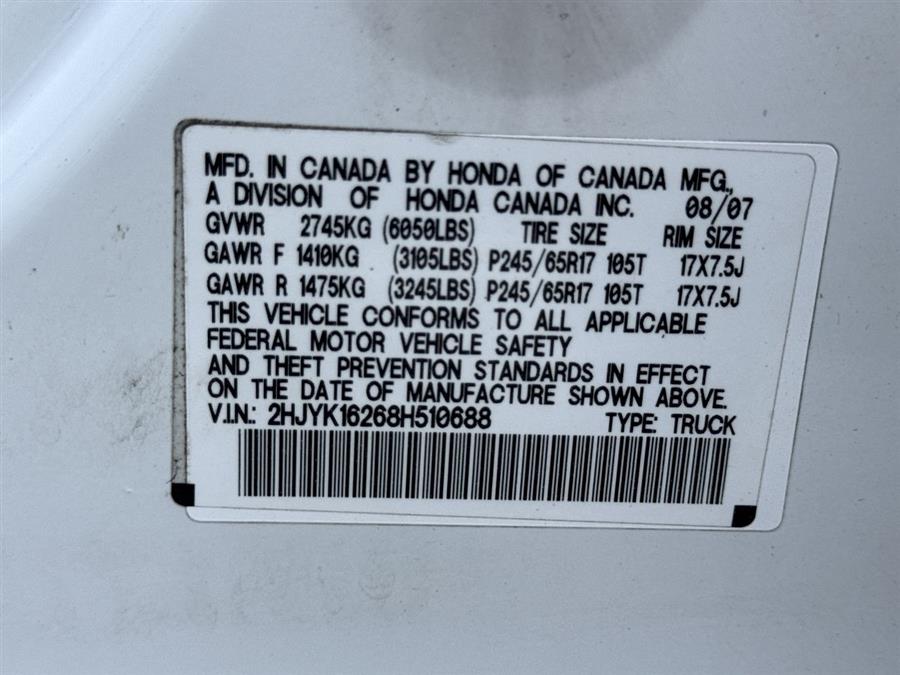 MFD. IN CANADA BY HONDA OF CANADA MFG.,
A DIVISION OF HONDA CANADA INC. 08/07
GVWR 2745KG (6050LBS) TIRE SIZE RIM SIZE
GAWR F 1410KG (3105LBS) P245/65R17 105T 17X7.5J
GAWR R 1475KG (3245LBS) P245/65R17 105T 17X7.5J
THIS VEHICLE CONFORMS TO ALL APPLICABLE
FEDERAL MOTOR VEHICLE SAFETY
AND THEFT PREVENTION STANDARDS IN EFFECT
ON THE DATE OF MANUFACTURE SHOWN ABOVE.
V.I.N.: 2HJYK16268H510688 TYPE: TRUCK